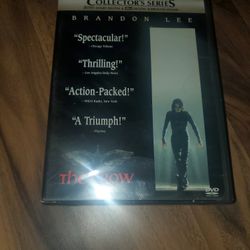 COLLECTOR'S SERIES
BRANDON LEE
"Spectacular!"
"Thrilling!"
"Action-Packed!"
"A Triumph!"
The Crow
DVD